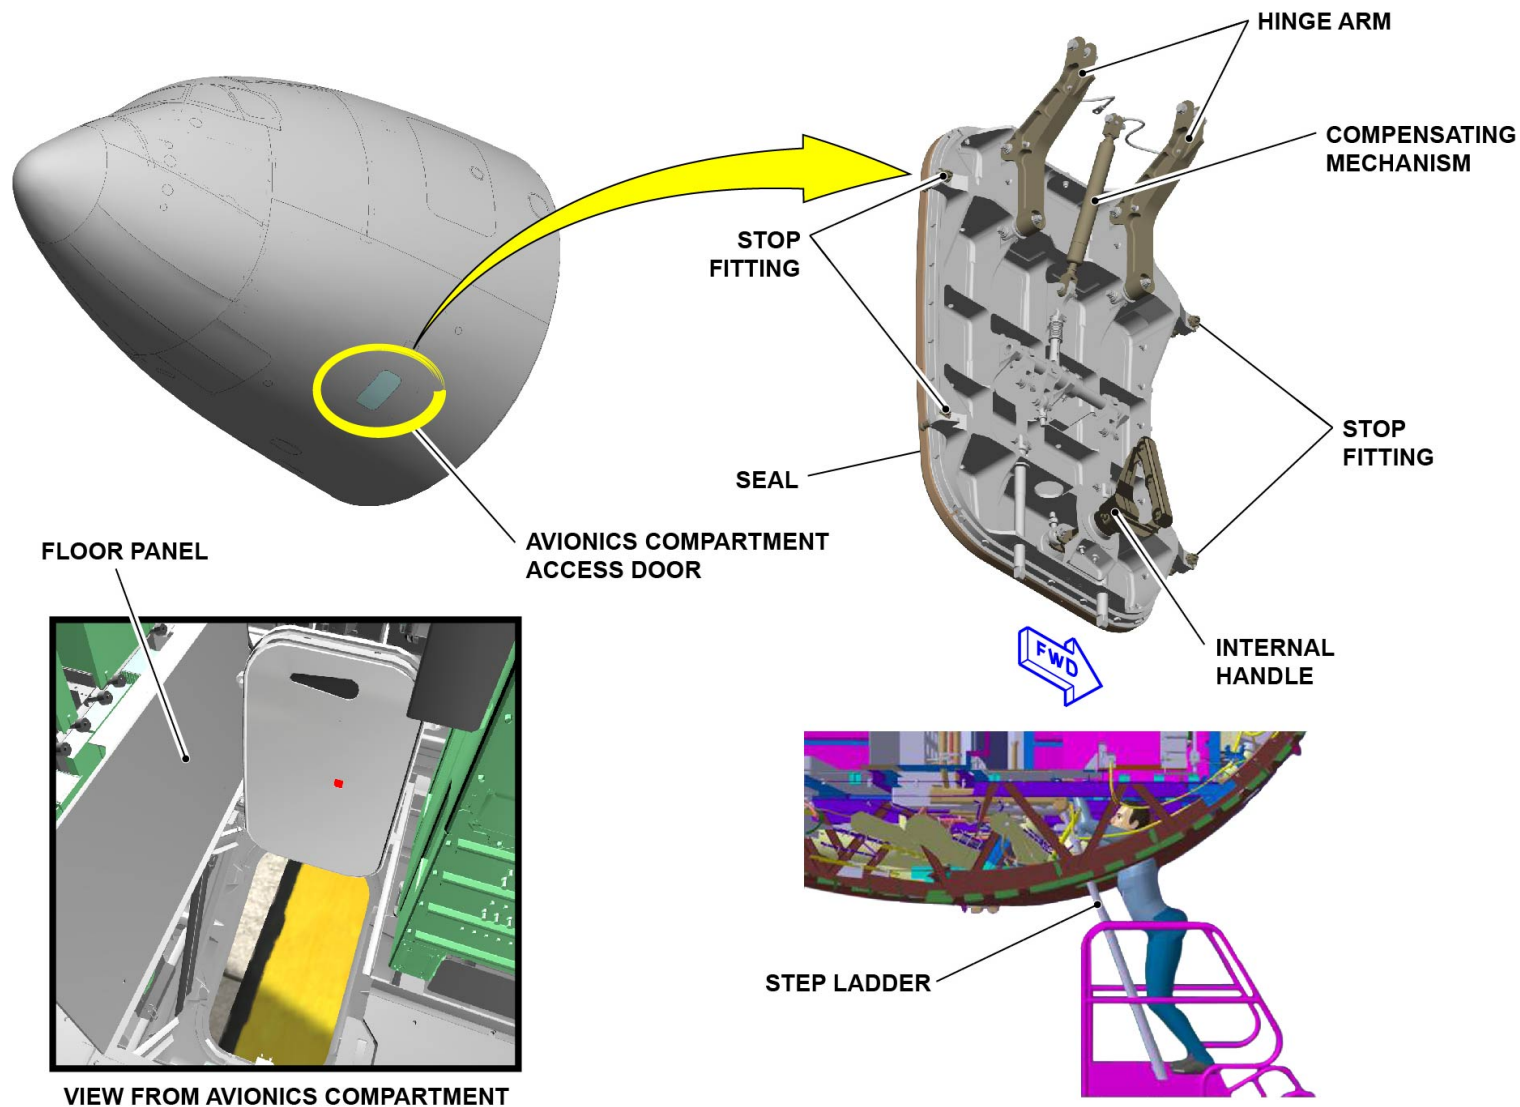 HINGE ARM
COMPENSATING
MECHANISM
STOP
FITTING
STOP
FITTING
SEAL
AVIONICS COMPARTMENT
ACCESS DOOR
FLOOR PANEL
INTERNAL
HANDLE
FWD
STEP LADDER
VIEW FROM AVIONICS COMPARTMENT